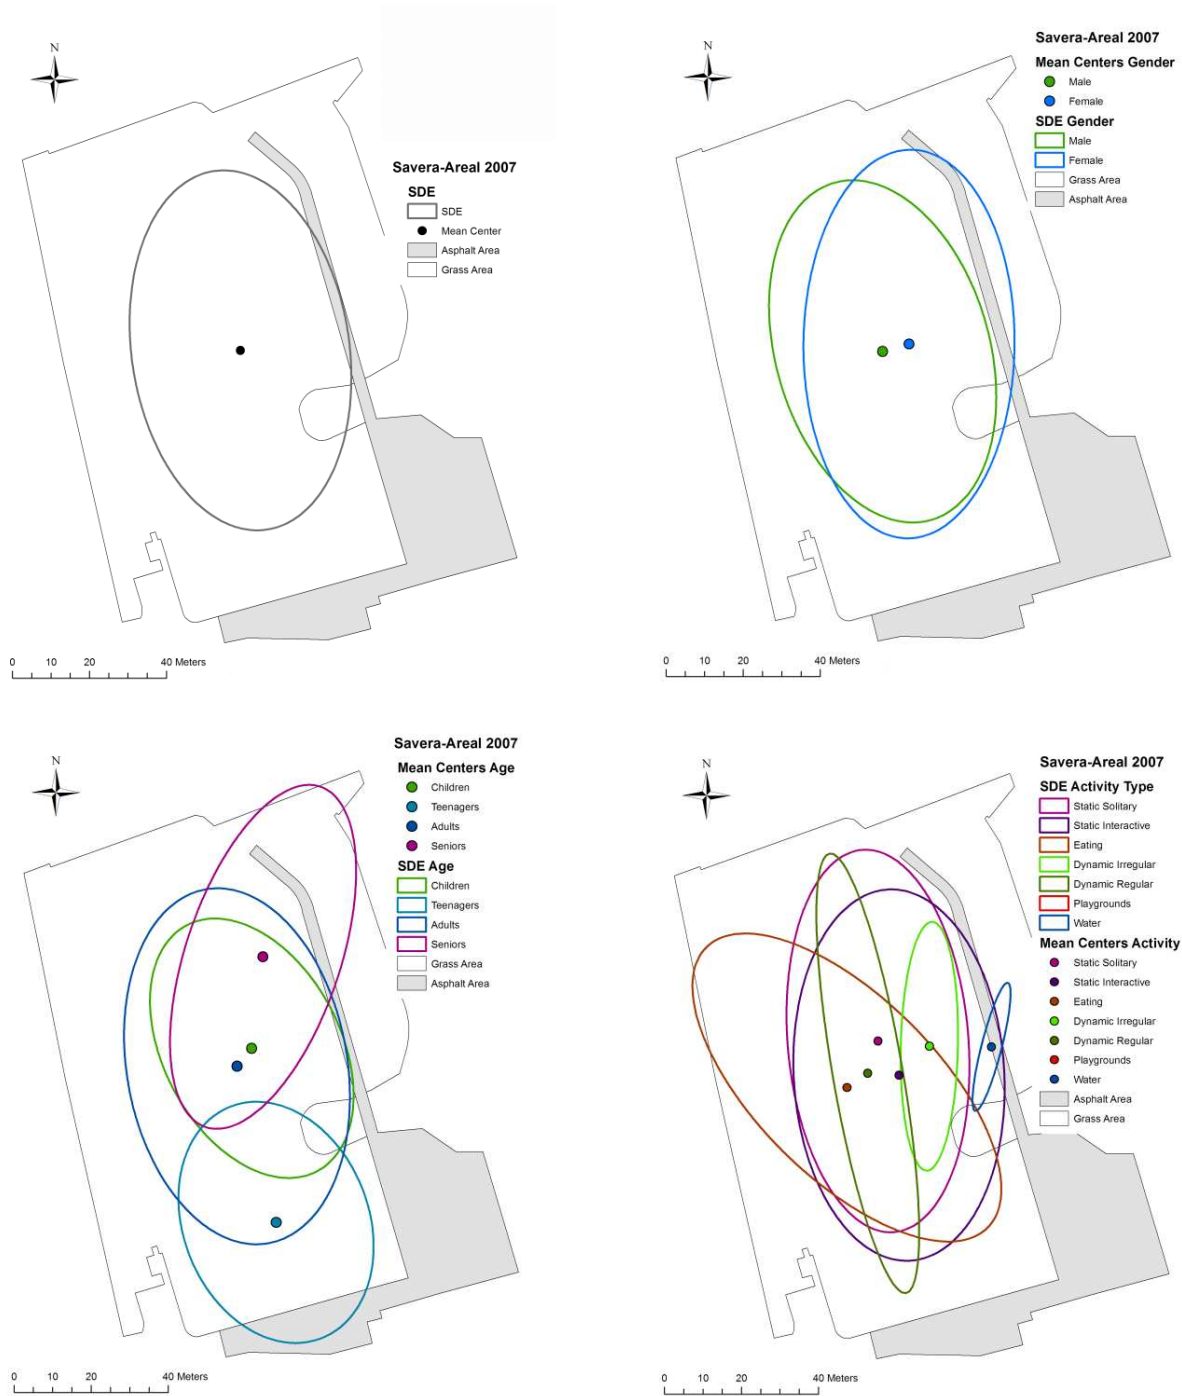 N
Savera-Areal 2007
SDE
SDE
Mean Center
Asphalt Area
Grass Area
0 10 20 40 Meters
N
Savera-Areal 2007
Mean Centers Gender
Male
Female
SDE Gender
Male
Female
Grass Area
Asphalt Area
0 10 20 40 Meters
N
Savera-Areal 2007
Mean Centers Age
Children
Teenagers
Adults
Seniors
SDE Age
Children
Teenagers
Adults
Seniors
Grass Area
Asphalt Area
0 10 20 40 Meters
N
Savera-Areal 2007
SDE Activity Type
Static Solitary
Static Interactive
Eating
Dynamic Irregular
Dynamic Regular
Playgrounds
Water
Mean Centers Activity
Static Solitary
Static Interactive
Eating
Dynamic Irregular
Dynamic Regular
Playgrounds
Water
Asphalt Area
Grass Area
0 10 20 40 Meters